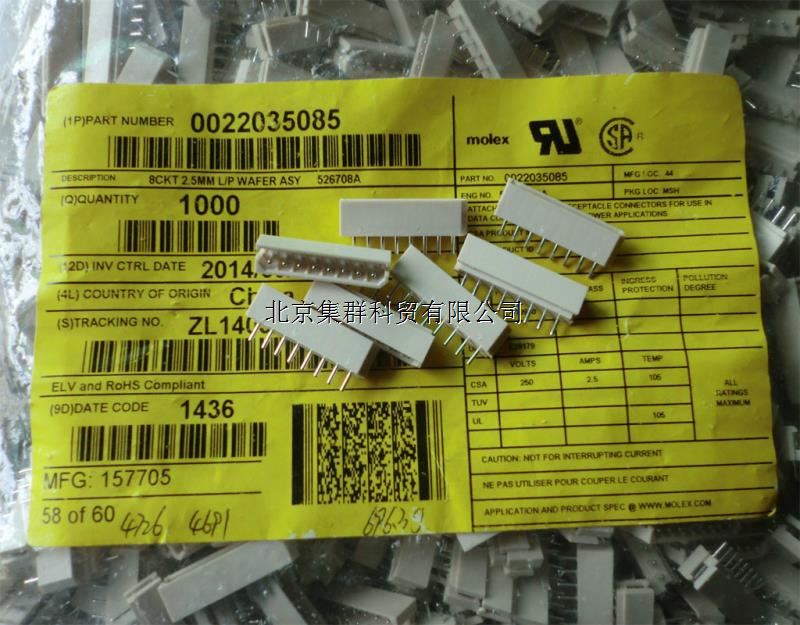 (1P)PART NUMBER 0022035085
DESCRIPTION 8CKT 2.5MM L/P WAFER ASY 526708A
(Q)QUANTITY 1000
(12D) INV CTRL DATE 2014/
(4L) COUNTRY OF ORIGIN
(S)TRACKING NO. ZL140
ELV and RoHS Compliant
(9D)DATE CODE 1436
MFG: 157705
58 of 60
4726 4681
molex
PART NO. 0022035085 MFG LOC. 44
ENG NO. PKG LOC MSH
RECEPTACLE CONNECTORS FOR USE IN
DATA POWER APPLICATIONS
PRODUCT
INGRESS PROTECTION
POLLUTION DEGREE
VOLTS AMPS TEMP
CSA 250 2.5 105
TUV
UL 105
ALL RATINGS MAXIMUM
CAUTION: NOT FOR INTERRUPTING CURRENT
NE PAS UTILISER POUR COUPER LE COURANT
APPLICATION AND PRODUCT SPEC @ WWW.MOLEX.COM
北京集群科贸有限公司